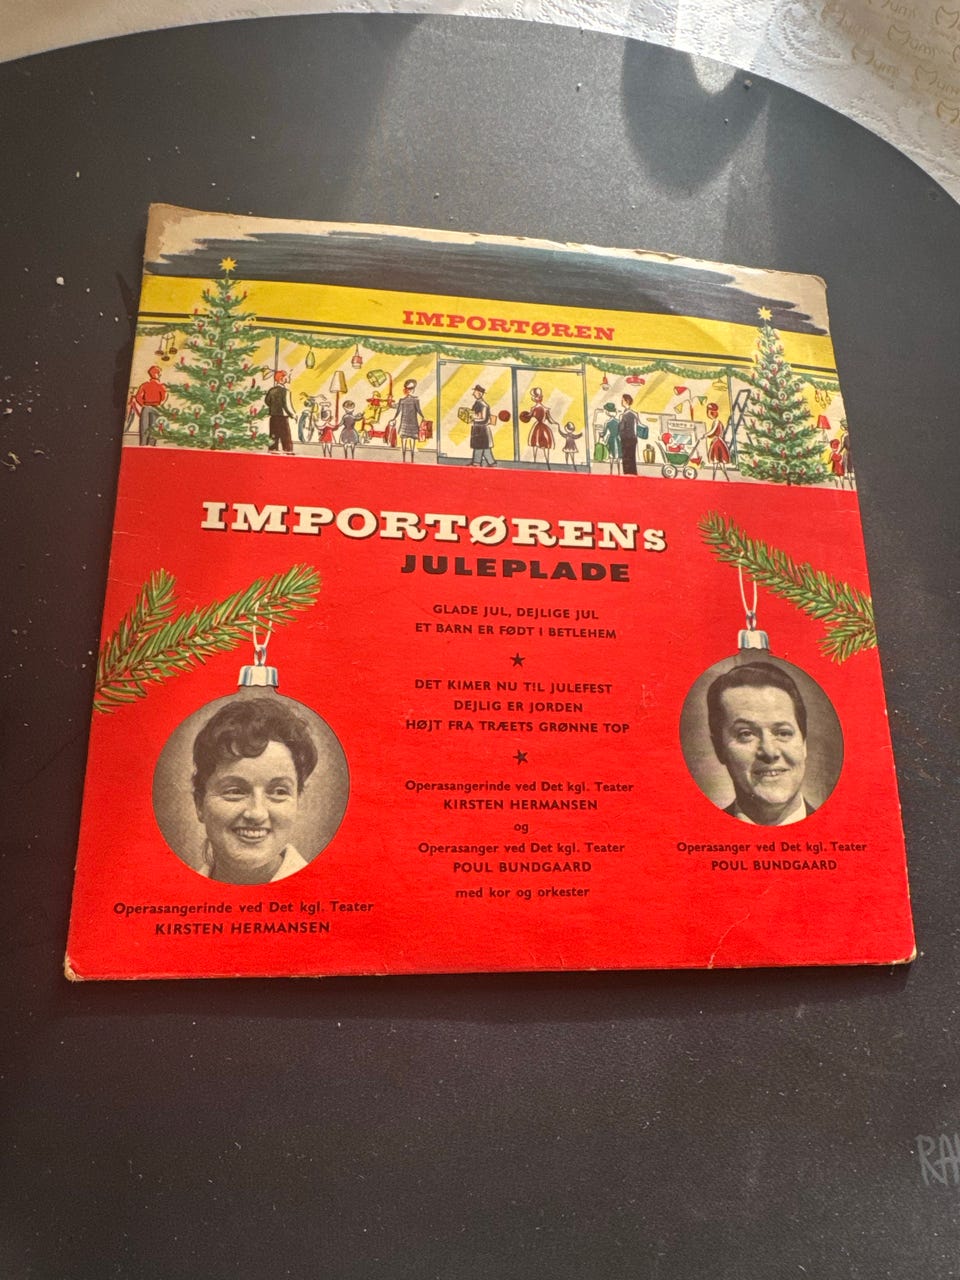 IMPORTØREN
IMPORTØRENs
JULEPLADE
GLADE JUL, DEJLIGE JUL
ET BARN ER FØDT I BETLEHEM
★
DET KIMER NU TIL JULEFEST
DEJLIG ER JORDEN
HØJT FRA TRÆETS GRØNNE TOP
★
Operasangerinde ved Det kgl. Teater
KIRSTEN HERMANSEN
og
Operasanger ved Det kgl. Teater
POUL BUNDGAARD
med kor og orkester
Operasangerinde ved Det kgl. Teater
KIRSTEN HERMANSEN
Operasanger ved Det kgl. Teater
POUL BUNDGAARD